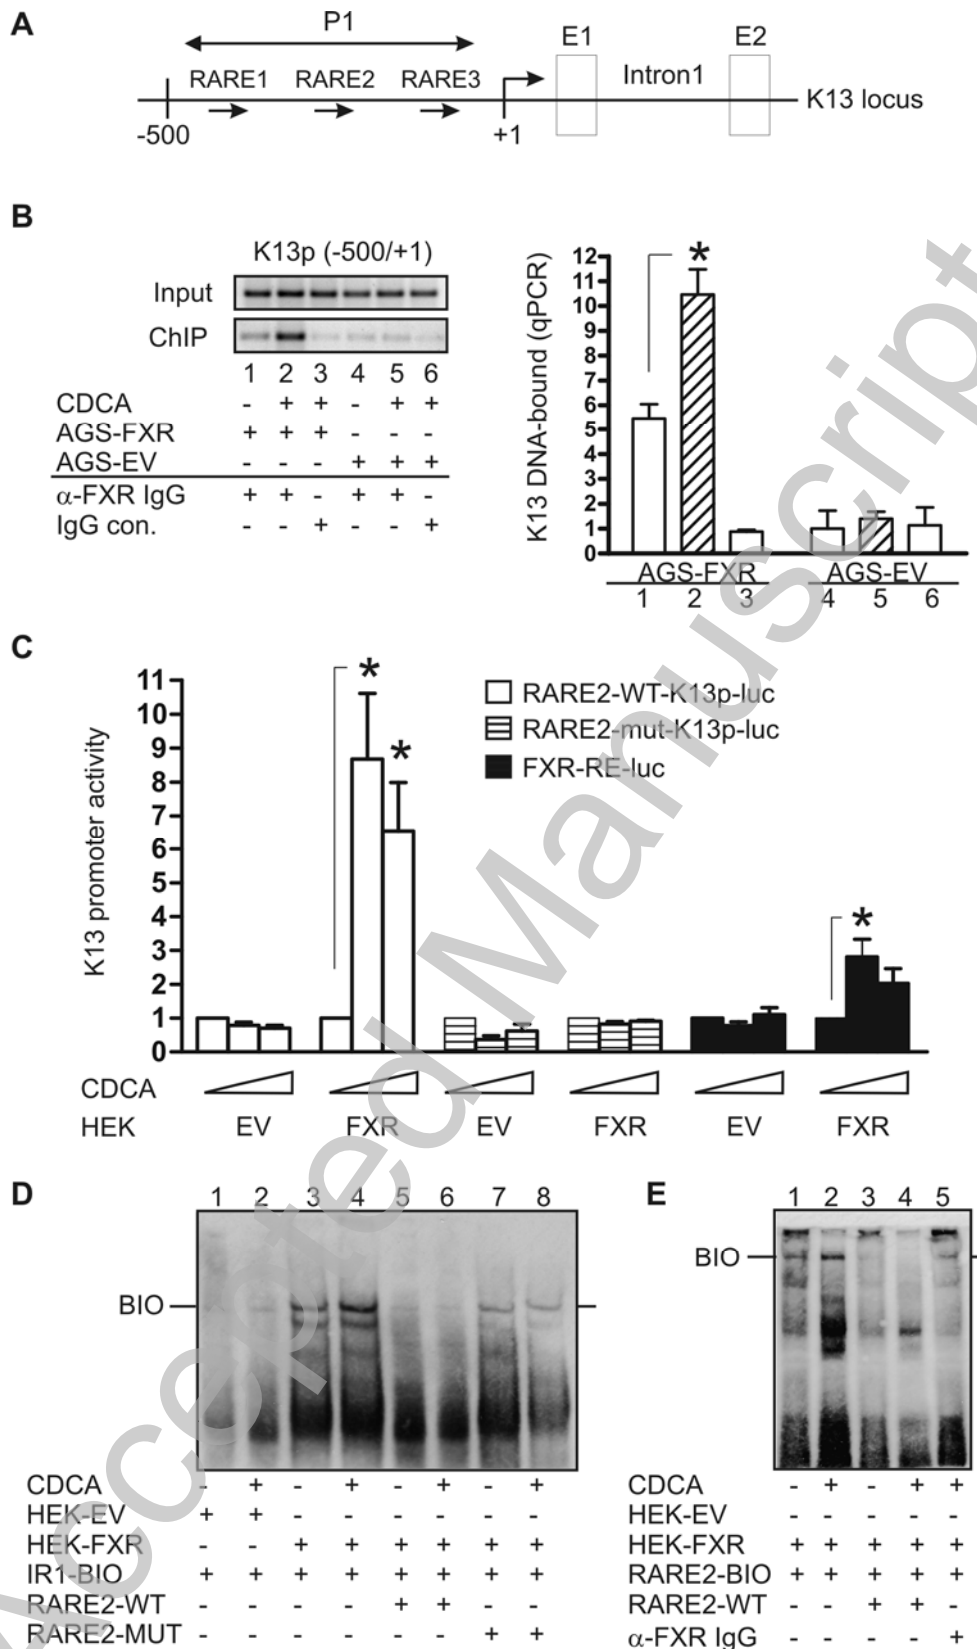 A
P1
E1 E2
RARE1 RARE2 RARE3 Intron1
K13 locus
-500 +1
B
K13p (-500/+1)
Input
ChIP
1 2 3 4 5 6
CDCA - + + - + +
AGS-FXR + + + - - -
AGS-EV - - - + + +
α-FXR IgG + + - + + -
IgG con. - - + - - +
K13 DNA-bound (qPCR)
12
11
10
9
8
7
6
5
4
3
2
1
0
*
AGS-FXR AGS-EV
1 2 3 4 5 6
C
K13 promoter activity
11
10
9
8
7
6
5
4
3
2
1
0
* * *
RARE2-WT-K13p-luc
RARE2-mut-K13p-luc
FXR-RE-luc
CDCA
HEK EV FXR EV FXR EV FXR
D
1 2 3 4 5 6 7 8
BIO
CDCA - + - + - + - +
HEK-EV + + - - - - - -
HEK-FXR - - + + + + + +
IR1-BIO + + + + + + + +
RARE2-WT - - - - + + - -
RARE2-MUT - - - - - - + +
E
1 2 3 4 5
BIO
CDCA - + - + +
HEK-EV - - - - -
HEK-FXR + + + + +
RARE2-BIO + + + + +
RARE2-WT - - + + -
α-FXR IgG - - - - +
Accepted Manuscript